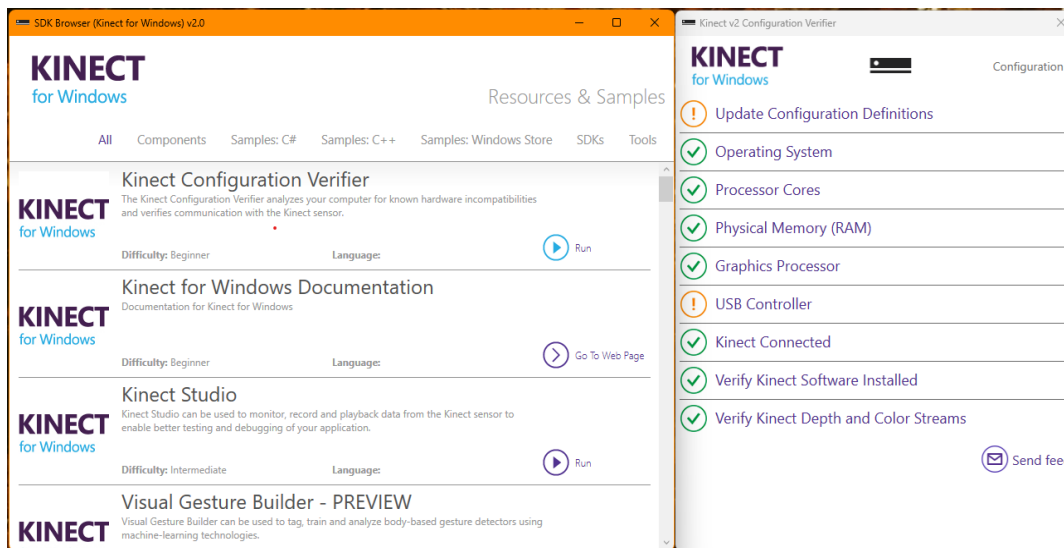 SDK Browser (Kinect for Windows) v2.0
KINECT
for Windows
Resources & Samples
All Components Samples: C# Samples: C++ Samples: Windows Store SDKs Tools
KINECT
for Windows
Kinect Configuration Verifier
The Kinect Configuration Verifier analyzes your computer for known hardware incompatibilities
and verifies communication with the Kinect sensor.
Difficulty: Beginner Language:
Run
KINECT
for Windows
Kinect for Windows Documentation
Documentation for Kinect for Windows
Difficulty: Beginner Language:
Go To Web Page
KINECT
for Windows
Kinect Studio
Kinect Studio can be used to monitor, record and playback data from the Kinect sensor to
enable better testing and debugging of your application.
Difficulty: Intermediate Language:
Run
KINECT
Visual Gesture Builder - PREVIEW
Visual Gesture Builder can be used to tag, train and analyze body-based gesture detectors using
machine-learning technologies.
Kinect v2 Configuration Verifier
KINECT
for Windows
Configuration
Update Configuration Definitions
Operating System
Processor Cores
Physical Memory (RAM)
Graphics Processor
USB Controller
Kinect Connected
Verify Kinect Software Installed
Verify Kinect Depth and Color Streams
Send fee